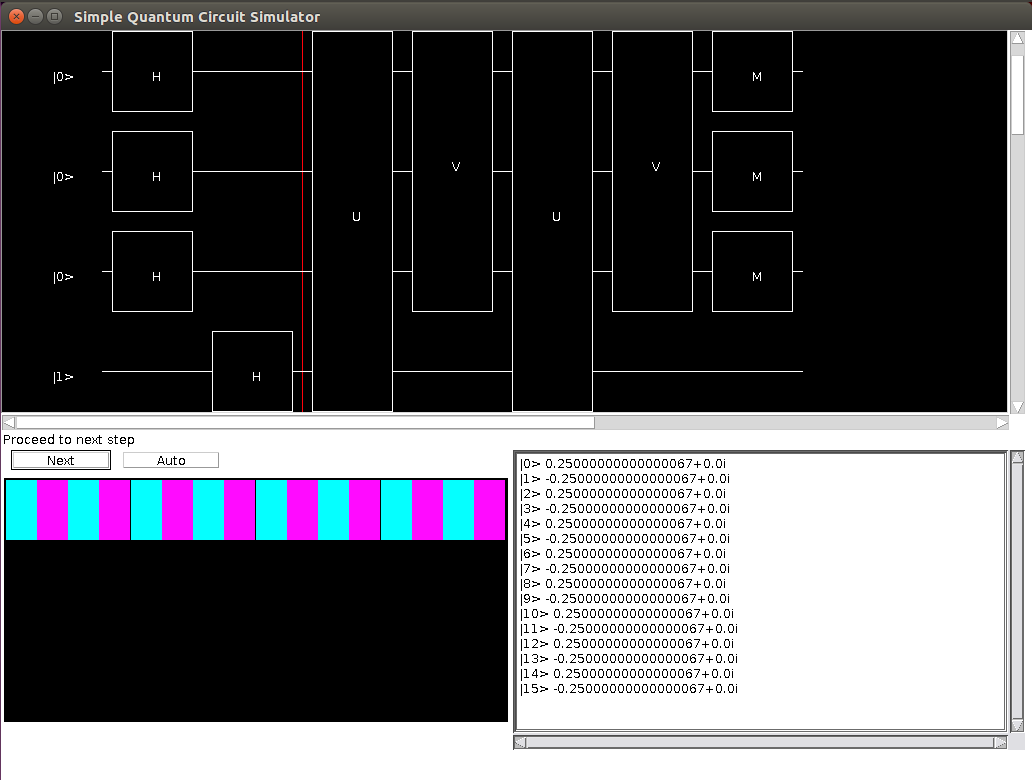 Simple Quantum Circuit Simulator
|0> H M
|0> H V V M
U U
|0> H M
|1> H
Proceed to next step
Next Auto
|0> 0.25000000000000067+0.0i
|1> -0.25000000000000067+0.0i
|2> 0.25000000000000067+0.0i
|3> -0.25000000000000067+0.0i
|4> 0.25000000000000067+0.0i
|5> -0.25000000000000067+0.0i
|6> 0.25000000000000067+0.0i
|7> -0.25000000000000067+0.0i
|8> 0.25000000000000067+0.0i
|9> -0.25000000000000067+0.0i
|10> 0.25000000000000067+0.0i
|11> -0.25000000000000067+0.0i
|12> 0.25000000000000067+0.0i
|13> -0.25000000000000067+0.0i
|14> 0.25000000000000067+0.0i
|15> -0.25000000000000067+0.0i